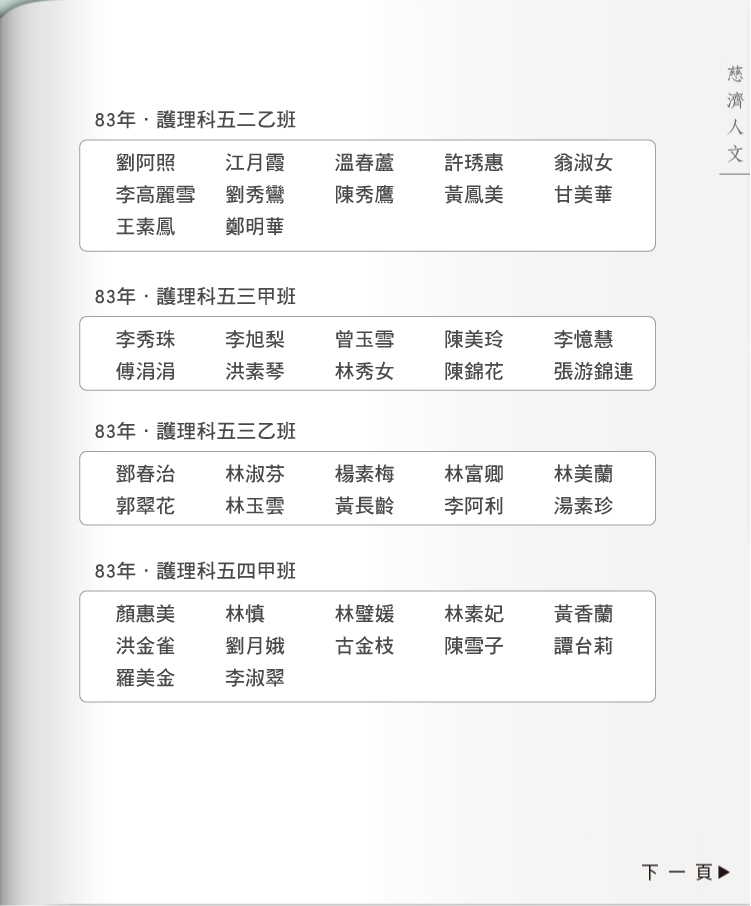 慈濟人文
83年．護理科五二乙班
劉阿照 江月霞 溫春蘆 許琇惠 翁淑女
李高麗雪 劉秀鸞 陳秀鷹 黃鳳美 甘美華
王素鳳 鄭明華
83年．護理科五三甲班
李秀珠 李旭梨 曾玉雪 陳美玲 李憶慧
傅涓涓 洪素琴 林秀女 陳錦花 張游錦連
83年．護理科五三乙班
鄧春治 林淑芬 楊素梅 林富卿 林美蘭
郭翠花 林玉雲 黃長齡 李阿利 湯素珍
83年．護理科五四甲班
顏惠美 林慎 林璧媛 林素妃 黃香蘭
洪金雀 劉月娥 古金枝 陳雪子 譚台莉
羅美金 李淑翠
下一頁▶